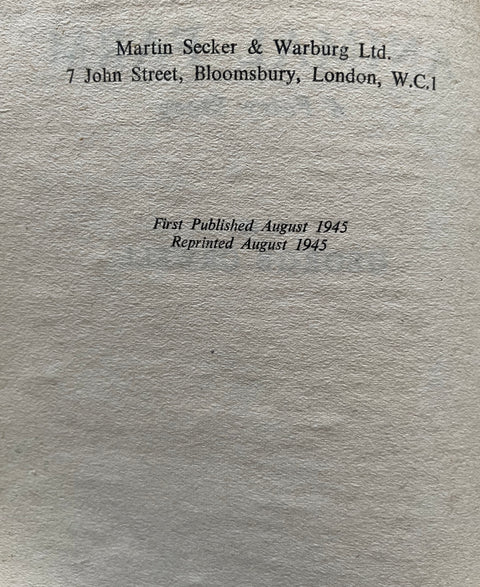 Martin Secker & Warburg Ltd.
7 John Street, Bloomsbury, London, W.C.1
First Published August 1945
Reprinted August 1945